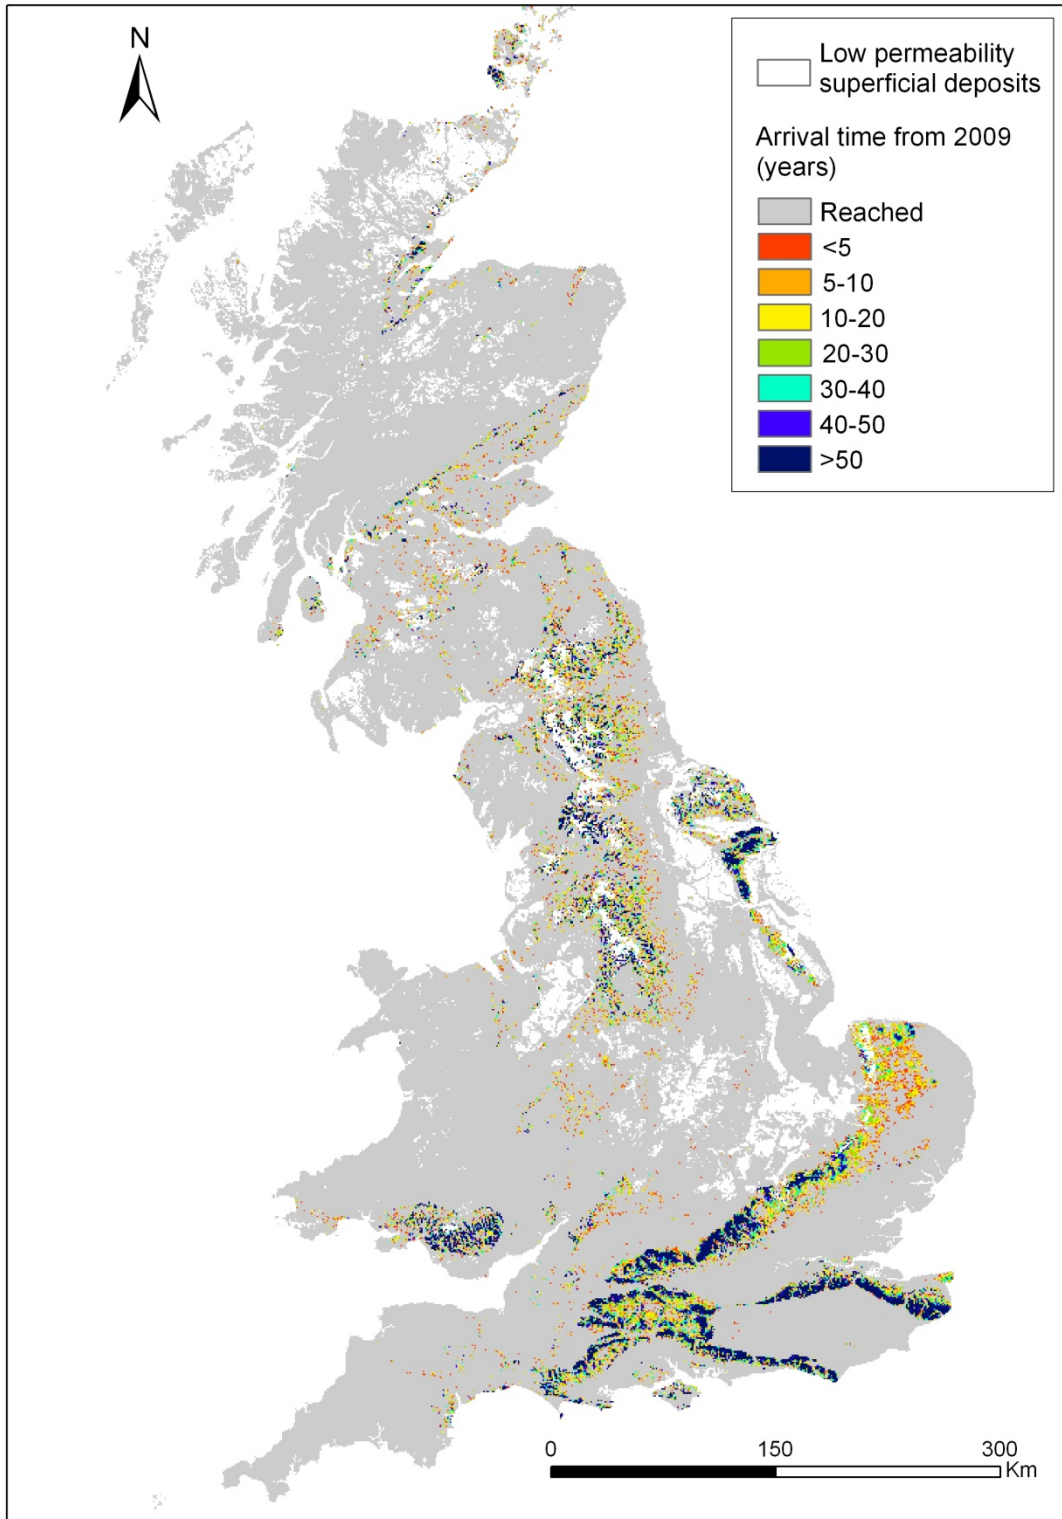 N
Low permeability
superficial deposits
Arrival time from 2009
(years)
Reached
<5
5-10
10-20
20-30
30-40
40-50
>50
0 150 300
Km